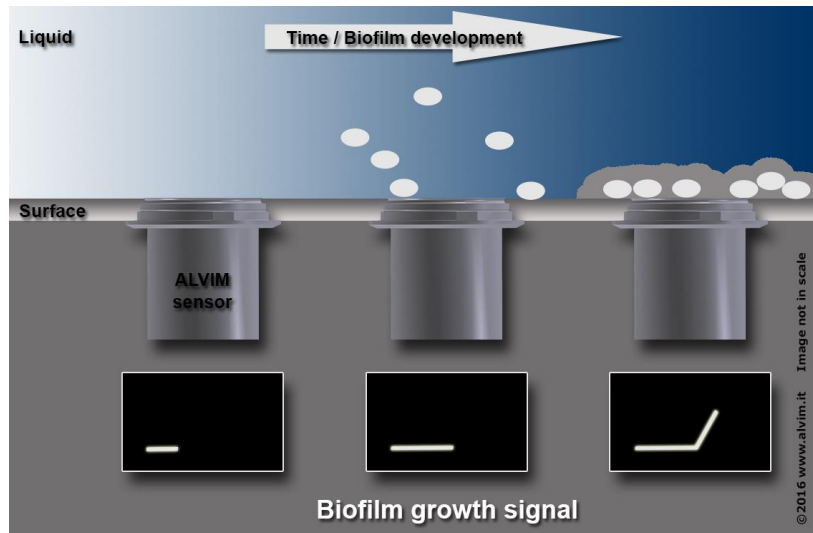 Liquid
Time / Biofilm development
Surface
ALVIM
sensor
Image not in scale
©2016 www.alvim.it
Biofilm growth signal